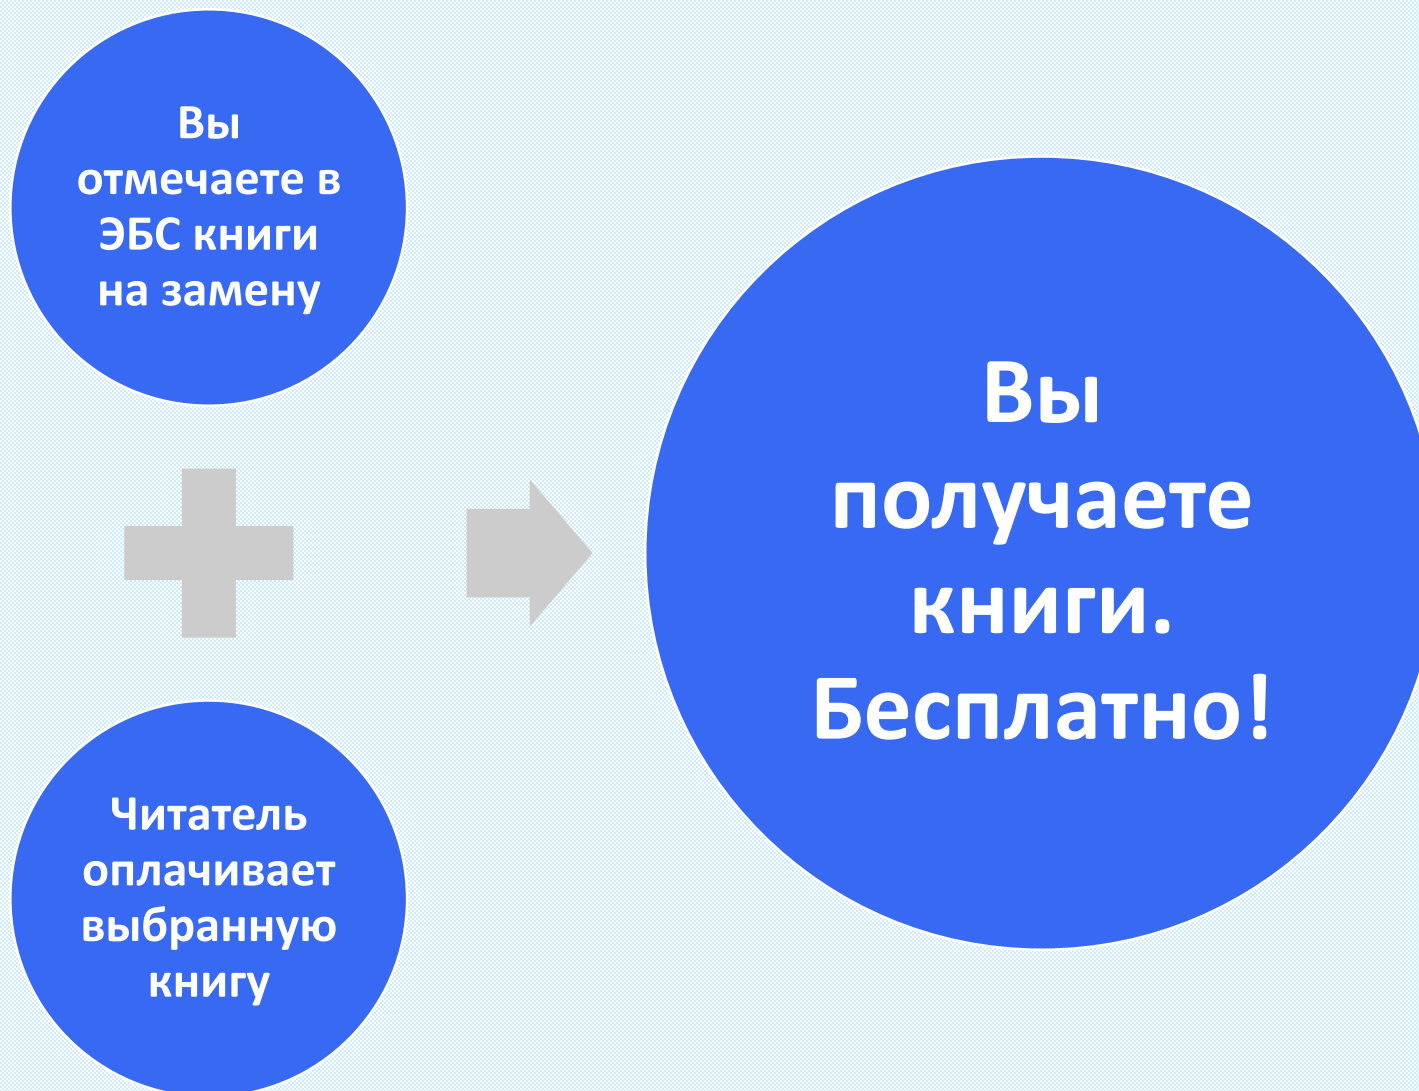 Вы
отмечаете в
ЭБС книги
на замену
Читатель
оплачивает
выбранную
книгу
Вы
получаете
книги.
Бесплатно!